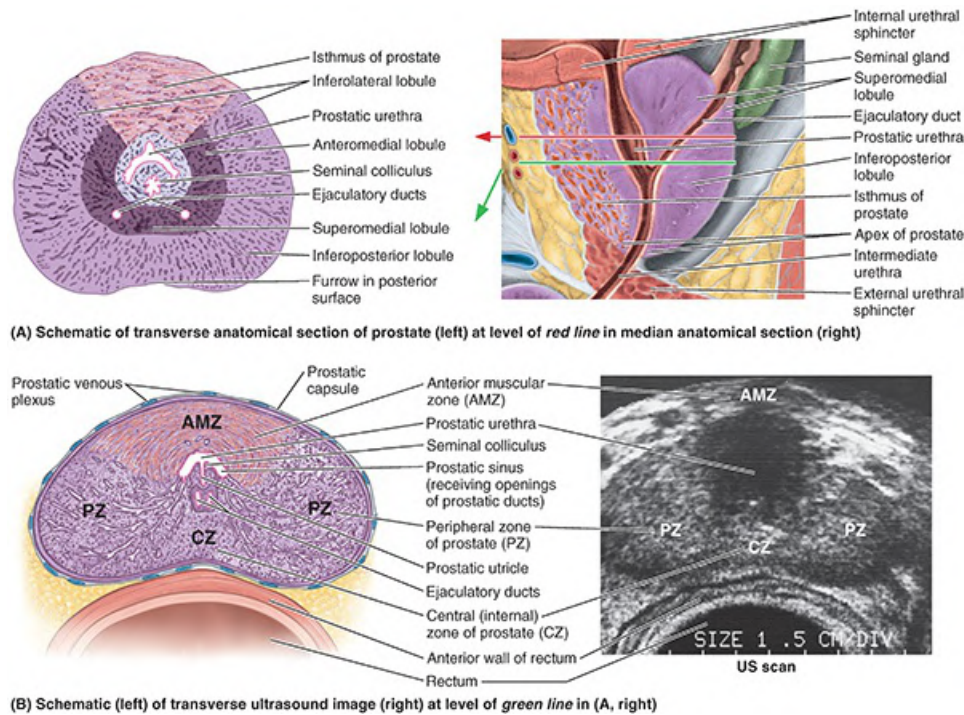 Isthmus of prostate
Inferolateral lobule
Prostatic urethra
Anteromedial lobule
Seminal colliculus
Ejaculatory ducts
Superomedial lobule
Inferoposterior lobule
Furrow in posterior
surface
Internal urethral
sphincter
Seminal gland
Superomedial
lobule
Ejaculatory duct
Prostatic urethra
Inferoposterior
lobule
Isthmus of
prostate
Apex of prostate
Intermediate
urethra
External urethral
sphincter
(A) Schematic of transverse anatomical section of prostate (left) at level of red line in median anatomical section (right)
Prostatic venous
plexus
Prostatic
capsule
AMZ
PZ
PZ
CZ
Anterior muscular
zone (AMZ)
Prostatic urethra
Seminal colliculus
Prostatic sinus
(receiving openings
of prostatic ducts)
Peripheral zone
of prostate (PZ)
Prostatic utricle
Ejaculatory ducts
Central (internal)
zone of prostate (CZ)
Anterior wall of rectum
Rectum
AMZ
PZ
PZ
CZ
SIZE 1 .5 CM/DIV
US scan
(B) Schematic (left) of transverse ultrasound image (right) at level of green line in (A, right)